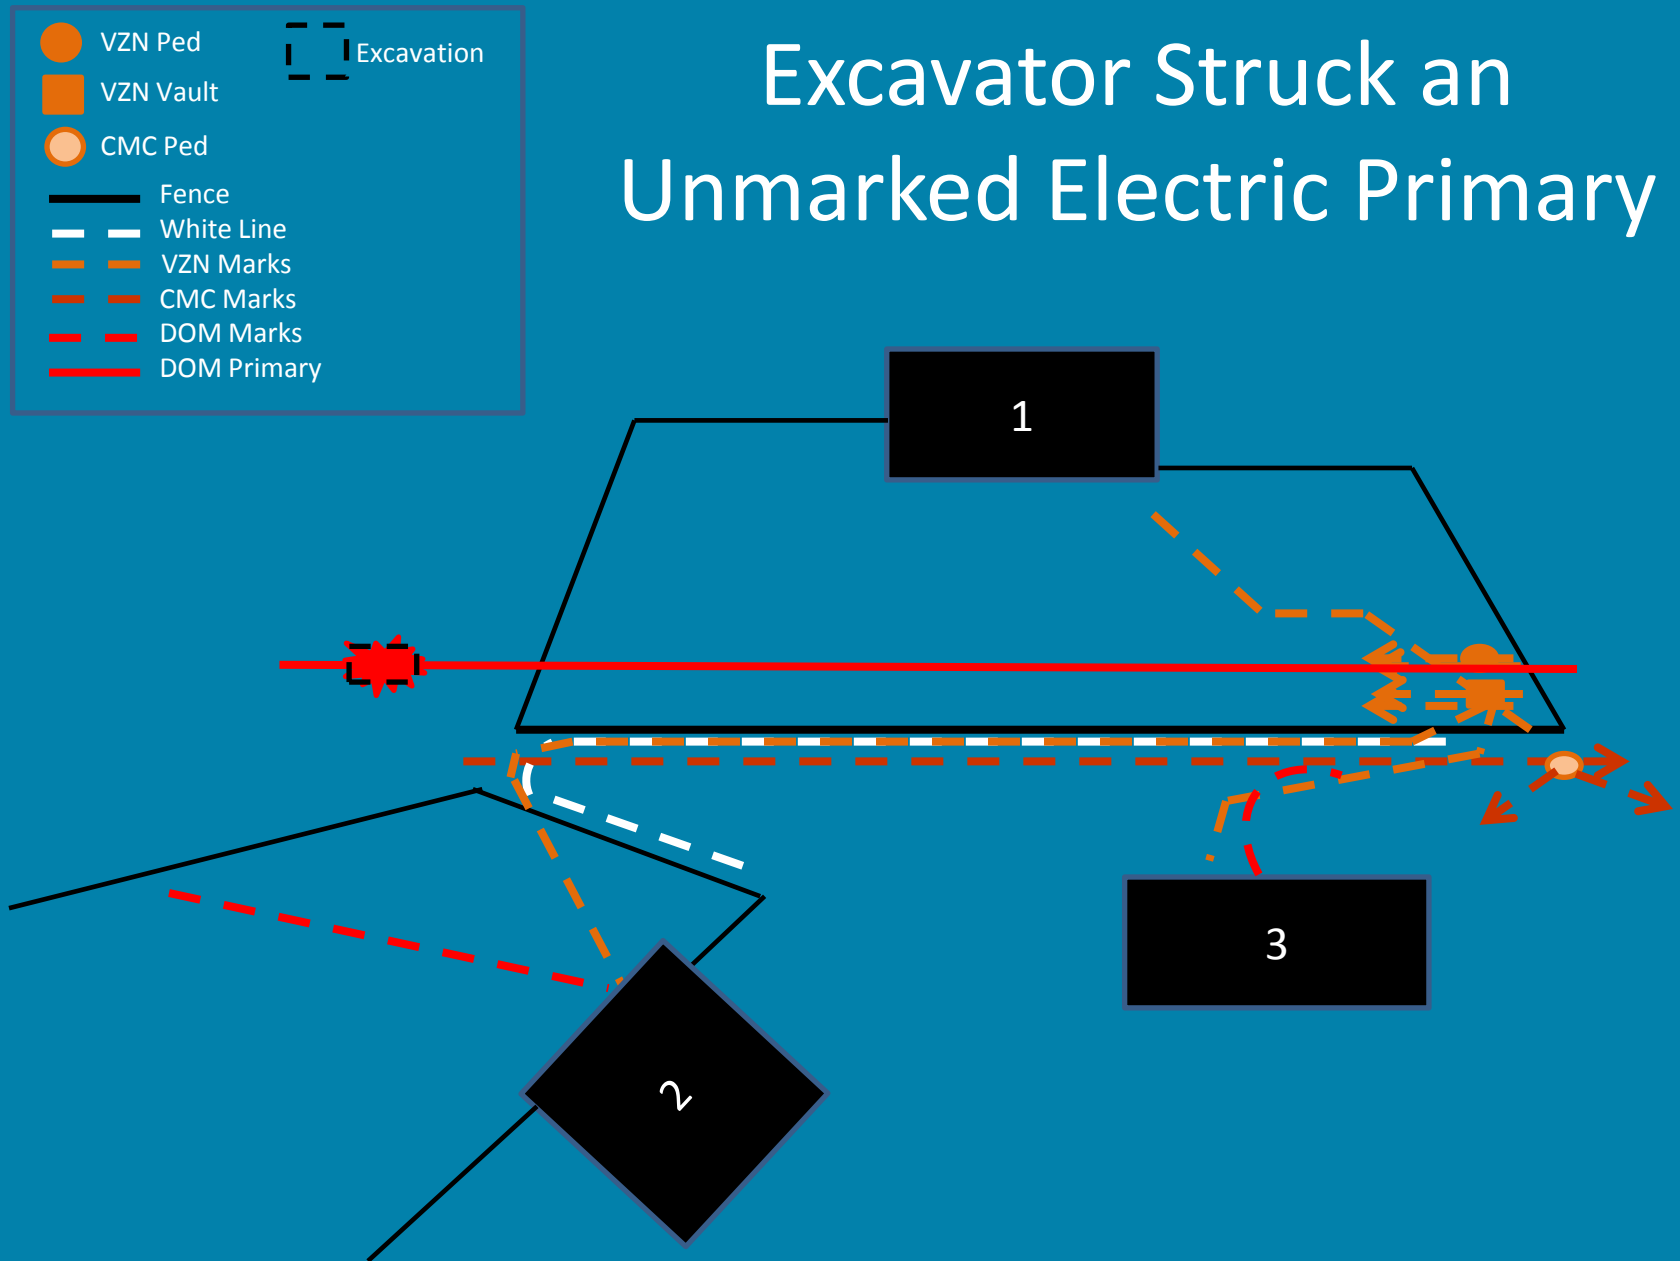 Excavator Struck an
Unmarked Electric Primary
VZN Ped
Excavation
VZN Vault
CMC Ped
Fence
White Line
VZN Marks
CMC Marks
DOM Marks
DOM Primary
1
3
2